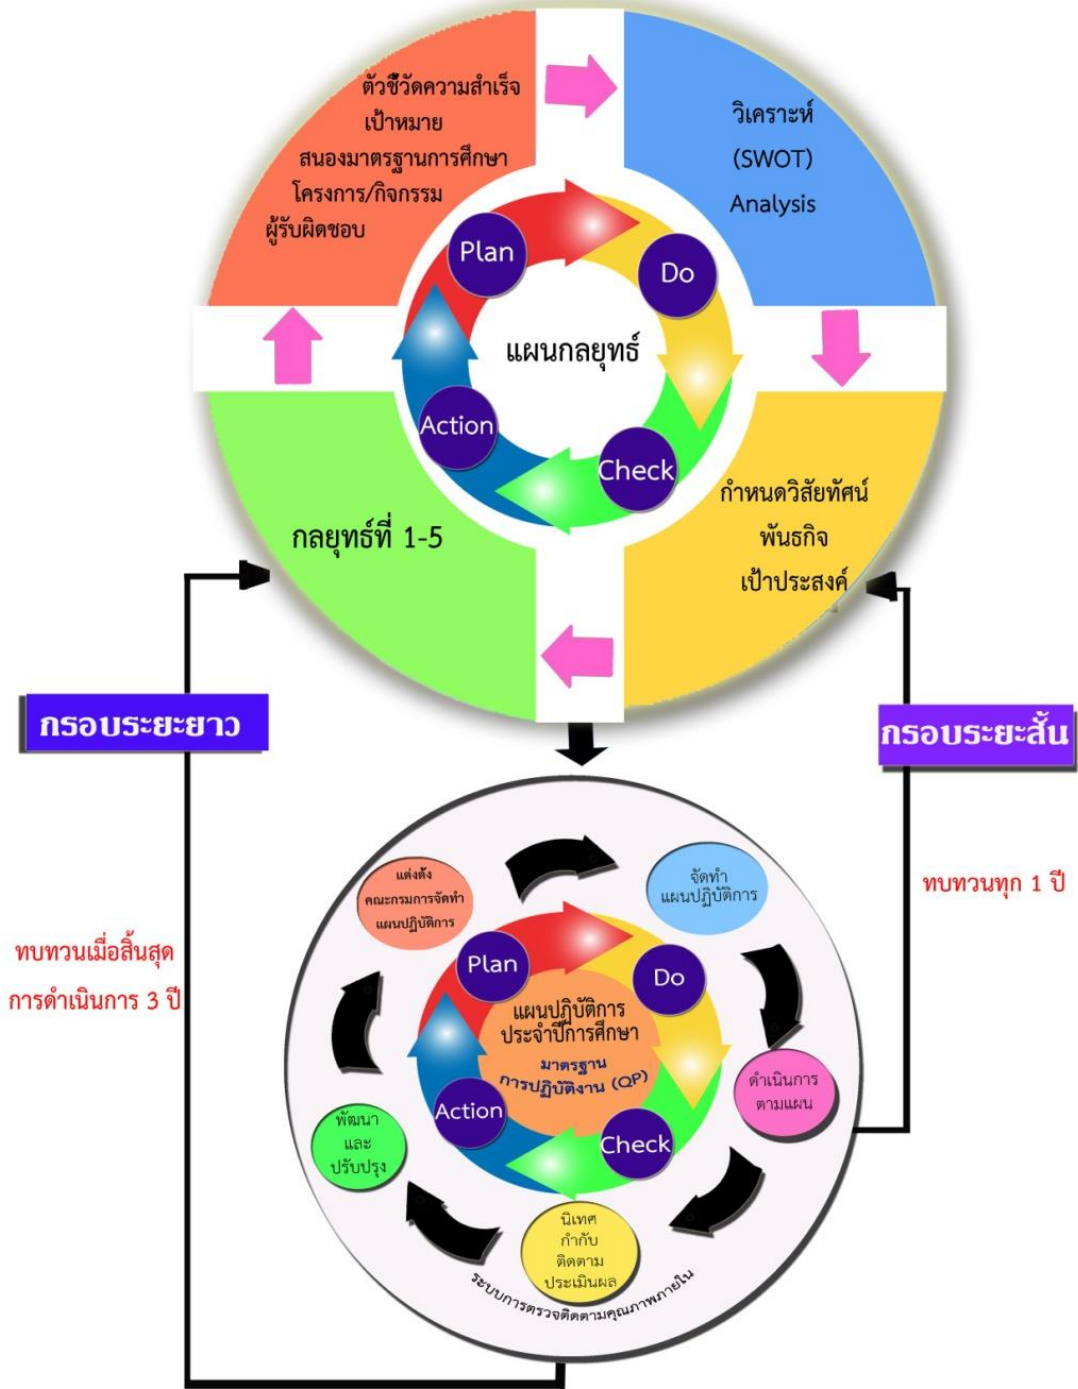 ตัวชี้วัดความสำเร็จ
เป้าหมาย
สนองมาตรฐานการศึกษา
โครงการ/กิจกรรม
ผู้รับผิดชอบ
วิเคราะห์
(SWOT)
Analysis
Plan
Do
แผนกลยุทธ์
Action
Check
กลยุทธ์ที่ 1-5
กำหนดวิสัยทัศน์
พันธกิจ
เป้าประสงค์
กรอบระยะยาว
กรอบระยะสั้น
ทบทวนทุก 1 ปี
ทบทวนเมื่อสิ้นสุด
การดำเนินการ 3 ปี
แต่งตั้ง
คณะกรมการจัดทำ
แผนปฏิบัติการ
จัดทำ
แผนปฏิบัติการ
Plan
Do
แผนปฏิบัติการ
ประจำปีการศึกษา
มาตรฐาน
การปฏิบัติงาน (QP)
Action
Check
ดำเนินการ
ตามแผน
พัฒนา
และ
ปรับปรุง
นิเทศ
กำกับ
ติดตาม
ประเมินผล
ระบบการตรวจติดตามคุณภาพภายใน